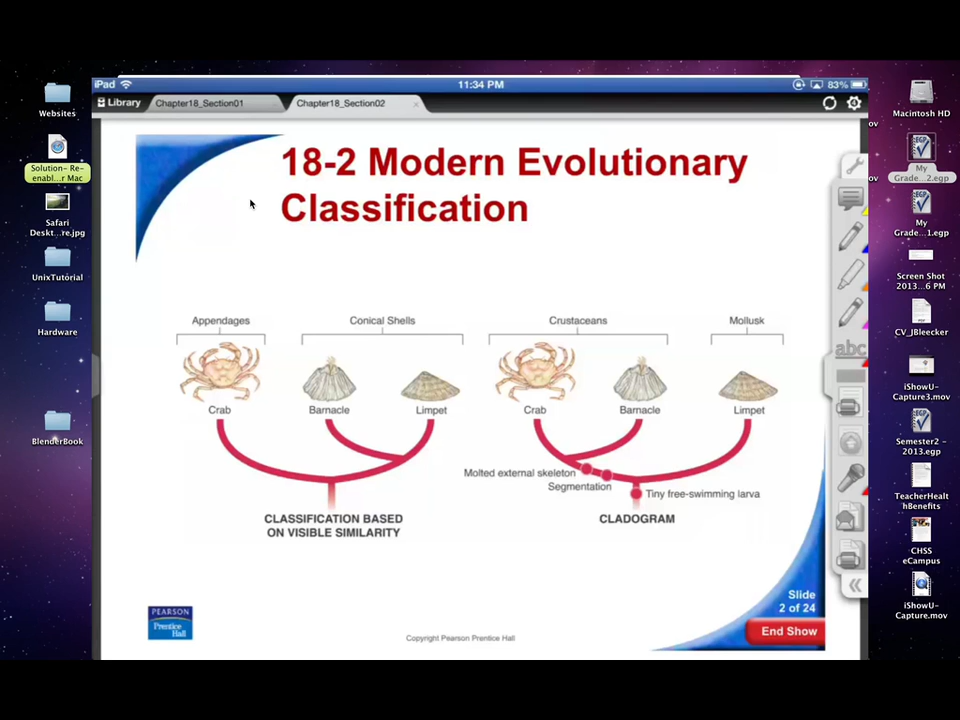 iPad
11:34 PM
83%
Library
Chapter18_Section01
Chapter18_Section02
18-2 Modern Evolutionary
Classification
Appendages
Conical Shells
Crustaceans
Mollusk
Crab
Barnacle
Limpet
Crab
Barnacle
Limpet
Molted external skeleton
Segmentation
Tiny free-swimming larva
CLASSIFICATION BASED
ON VISIBLE SIMILARITY
CLADOGRAM
PEARSON
Prentice
Hall
Copyright Pearson Prentice Hall
Slide
2 of 24
End Show
abc
Websites
Solution- Re-
enabl...r Mac
Safari
Deskt...re.jpg
UnixTutorial
Hardware
BlenderBook
Macintosh HD
ov
My
Grade...2.egp
ov
My
Grade...1.egp
Screen Shot
2013...6 PM
CV_JBleecker
iShowU-
Capture3.mov
Semester2 -
2013.egp
TeacherHealt
hBenefits
CHSS
eCampus
iShowU-
Capture.mov